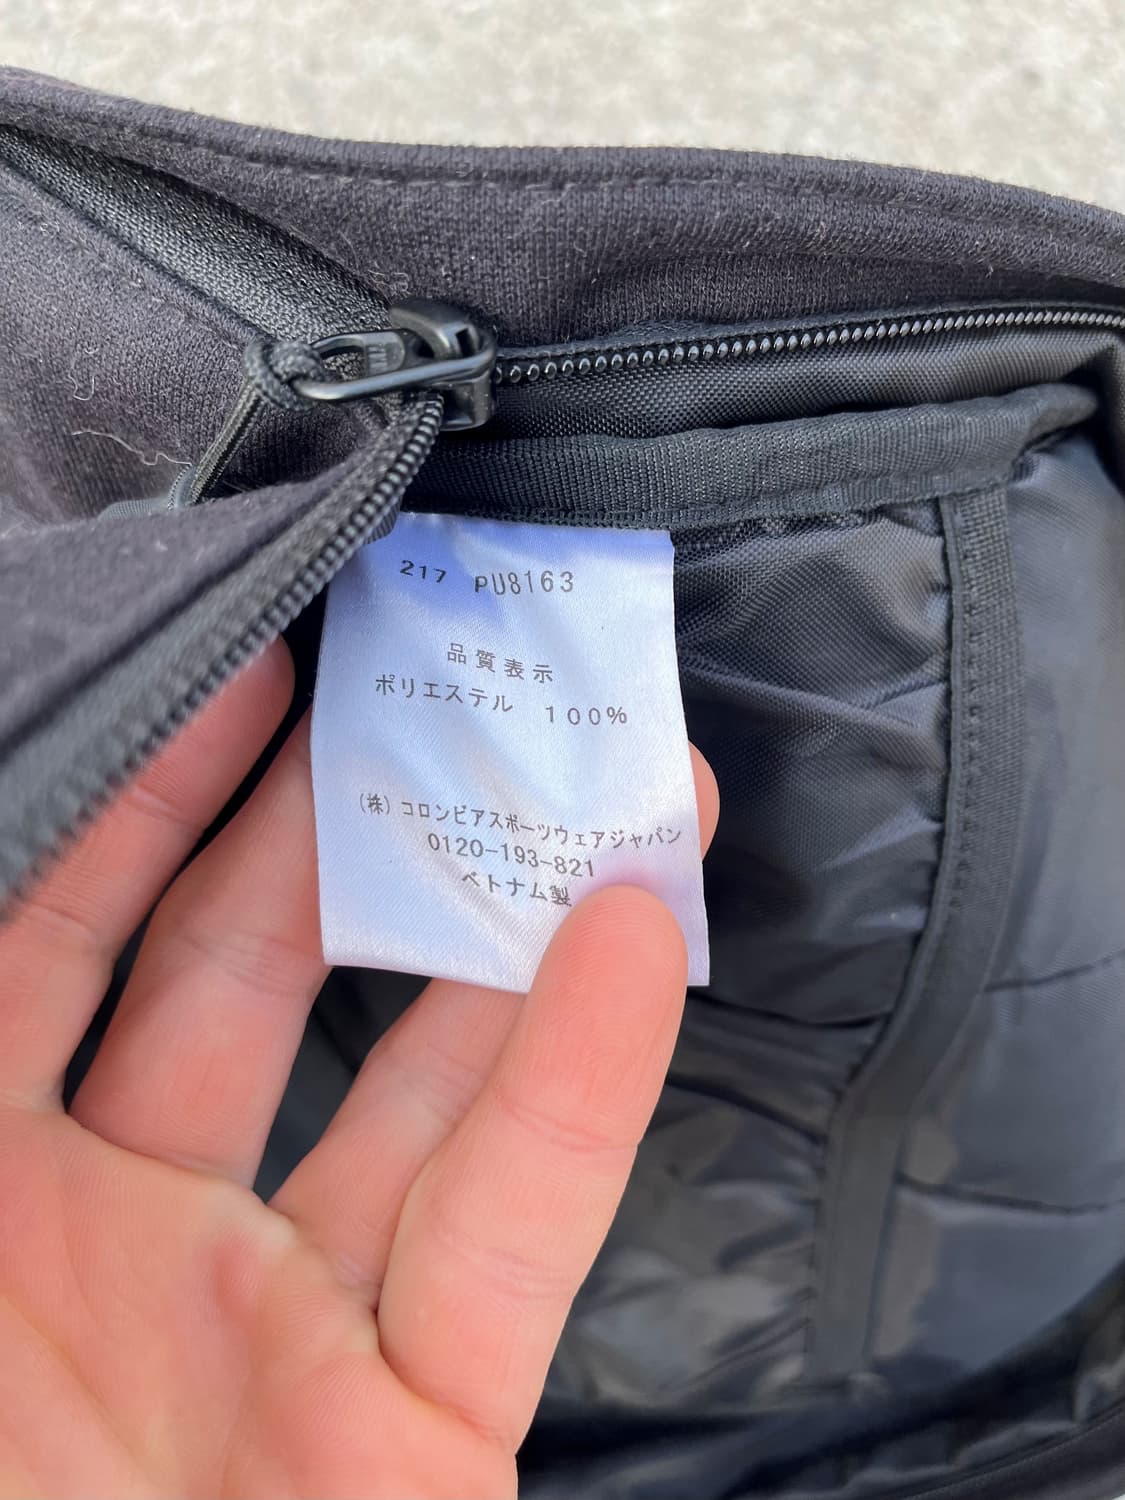 217 PU8163
品質表示
ポリエステル 100%
(株)コロンビアスポーツウェアジャパン
0120-193-821
ベトナム製